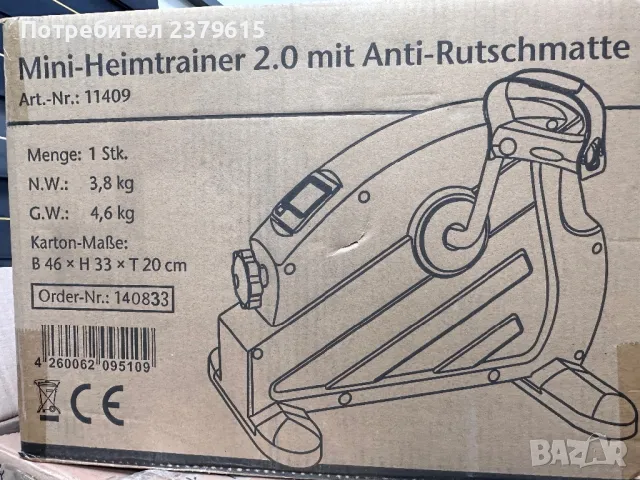 Потребител 2379615
Mini-Heimtrainer 2.0 mit Anti-Rutschmatte
Art.-Nr.: 11409
Menge: 1 Stk.
N.W.: 3,8 kg
G.W.: 4,6 kg
Karton-Maße:
B 46 × H 33 × T 20 cm
Order-Nr.: 140833
4 260062 095109
CE
BAZAR